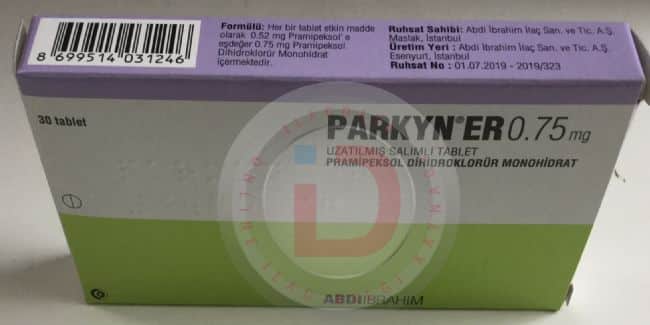 Formülü: Her bir tablet etkin madde
olarak 0.52 mg Pramipeksol' e
eşdeğer 0.75 mg Pramipeksol
Dihidroklorür Monohidrat
içermektedir.
Ruhsat Sahibi: Abdi İbrahim İlaç San. ve Tic. A.Ş.
Maslak, İstanbul
Üretim Yeri : Abdi İbrahim İlaç San. ve Tic. A.Ş.
Esenyurt, İstanbul
Ruhsat No : 01.07.2019 - 2019/323
8 699514 031246
30 tablet
PARKYN® ER 0.75 mg
UZATILMIŞ SALIMLI TABLET
PRAMİPEKSOL DİHİDROKLORÜR MONOHİDRAT
iD
ABDİ İBRAHİM